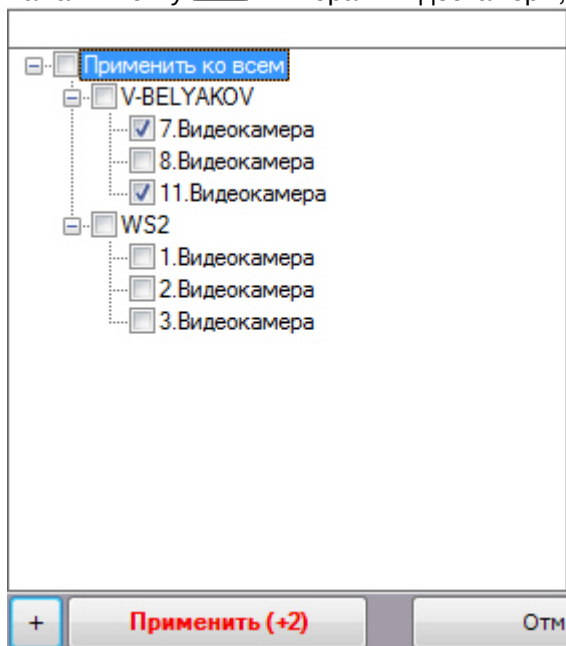 Применить ко всем
V-BELYAKOV
7.Видеокамера
8.Видеокамера
11.Видеокамера
WS2
1.Видеокамера
2.Видеокамера
3.Видеокамера
+ Применить (+2) Отм